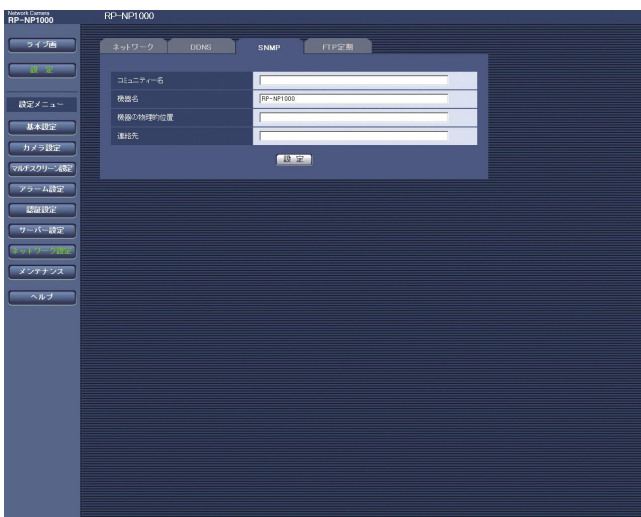 Network Camera
RP-NP1000
RP-NP1000
ライブ画
設 定
設定メニュー
基本設定
カメラ設定
マルチスクリーン設定
アラーム設定
認証設定
サーバー設定
ネットワーク設定
メンテナンス
ヘルプ
ネットワーク
DDNS
SNMP
FTP定期
コミュニティー名
機器名
RP-NP1000
機器の物理的位置
連絡先
設 定